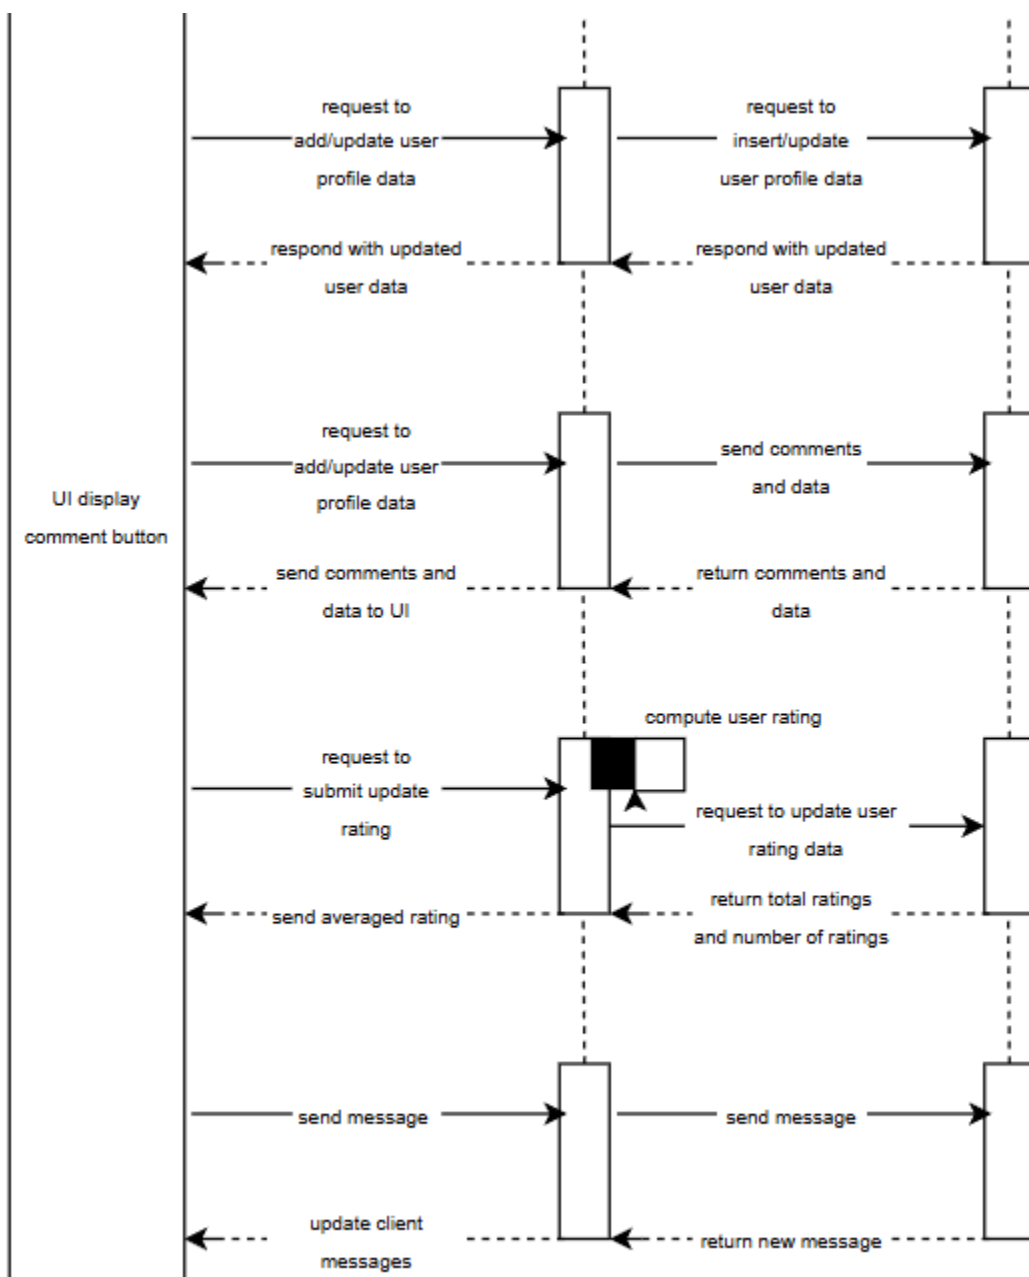 request to
add/update user
profile data
request to
insert/update
user profile data
respond with updated
user data
respond with updated
user data
UI display
comment button
request to
add/update user
profile data
send comments
and data
send comments and
data to UI
return comments and
data
compute user rating
request to
submit update
rating
request to update user
rating data
send averaged rating
return total ratings
and number of ratings
send message
send message
update client
messages
return new message